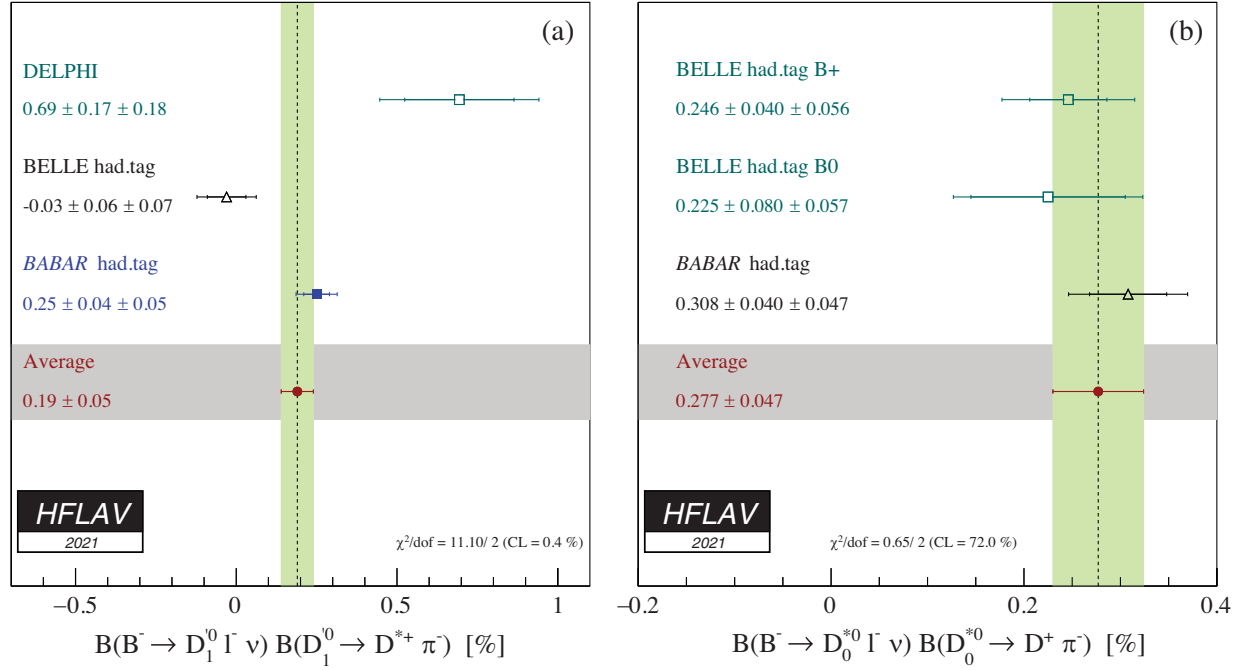 (a)
DELPHI
0.69 ± 0.17 ± 0.18
BELLE had.tag
-0.03 ± 0.06 ± 0.07
BABAR had.tag
0.25 ± 0.04 ± 0.05
Average
0.19 ± 0.05
HFLAV
2021
χ²/dof = 11.10/ 2 (CL = 0.4 %)
−0.5 0 0.5 1
B(B⁻ → D₁'⁰ l⁻ ν) B(D₁'⁰ → D*⁺ π⁻) [%]
(b)
BELLE had.tag B+
0.246 ± 0.040 ± 0.056
BELLE had.tag B0
0.225 ± 0.080 ± 0.057
BABAR had.tag
0.308 ± 0.040 ± 0.047
Average
0.277 ± 0.047
HFLAV
2021
χ²/dof = 0.65/ 2 (CL = 72.0 %)
−0.2 0 0.2 0.4
B(B⁻ → D₀*⁰ l⁻ ν) B(D₀*⁰ → D⁺ π⁻) [%]